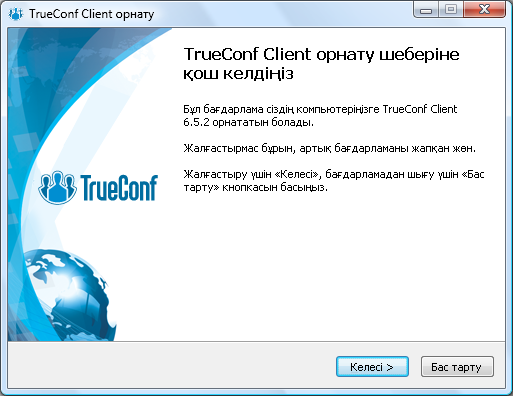 TrueConf Client орнату
TrueConf Client орнату шеберіне
қош келдіңіз
Бұл бағдарлама сіздің компьютеріңізге TrueConf Client
6.5.2 орнататын болады.
Жалғастырмас бұрын, артық бағдарламаны жапқан жөн.
Жалғастыру үшін «Келесі», бағдарламадан шығу үшін «Бас
тарту» кнопкасын басыңыз.
TrueConf
Келесі >
Бас тарту